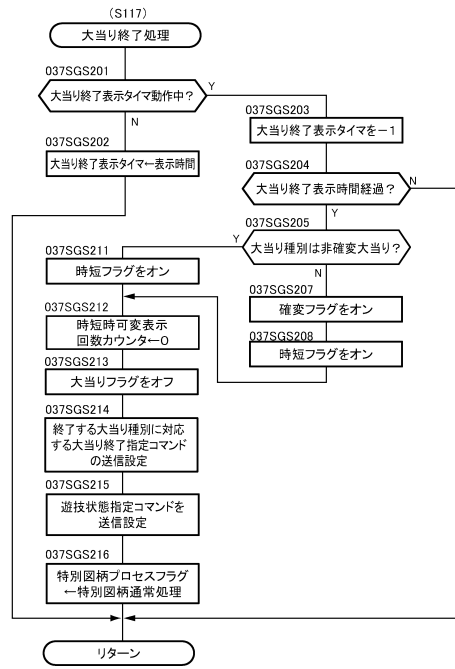 (S117)
大当り終了処理
037SGS201
大当り終了表示タイマ動作中？
Y
N
037SGS202
大当り終了表示タイマ←表示時間
037SGS203
大当り終了表示タイマを－1
037SGS204
大当り終了表示時間経過？
N
Y
037SGS205
大当り種別は非確変大当り？
Y
N
037SGS207
確変フラグをオン
037SGS208
時短フラグをオン
037SGS211
時短フラグをオン
037SGS212
時短時可変表示
回数カウンタ←0
037SGS213
大当りフラグをオフ
037SGS214
終了する大当り種別に対応
する大当り終了指定コマンド
の送信設定
037SGS215
遊技状態指定コマンドを
送信設定
037SGS216
特別図柄プロセスフラグ
←特別図柄通常処理
リターン